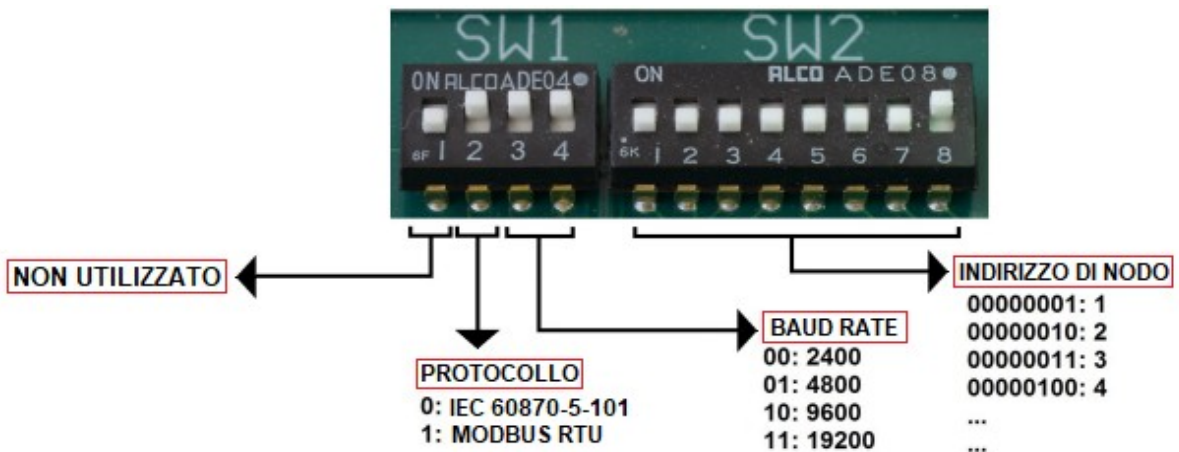 SW1 SW2
ON ALCO ADE04
ON ALCO ADE08
6F 1 2 3 4
6K 1 2 3 4 5 6 7 8
NON UTILIZZATO
PROTOCOLLO
0: IEC 60870-5-101
1: MODBUS RTU
BAUD RATE
00: 2400
01: 4800
10: 9600
11: 19200
INDIRIZZO DI NODO
00000001: 1
00000010: 2
00000011: 3
00000100: 4
...
...